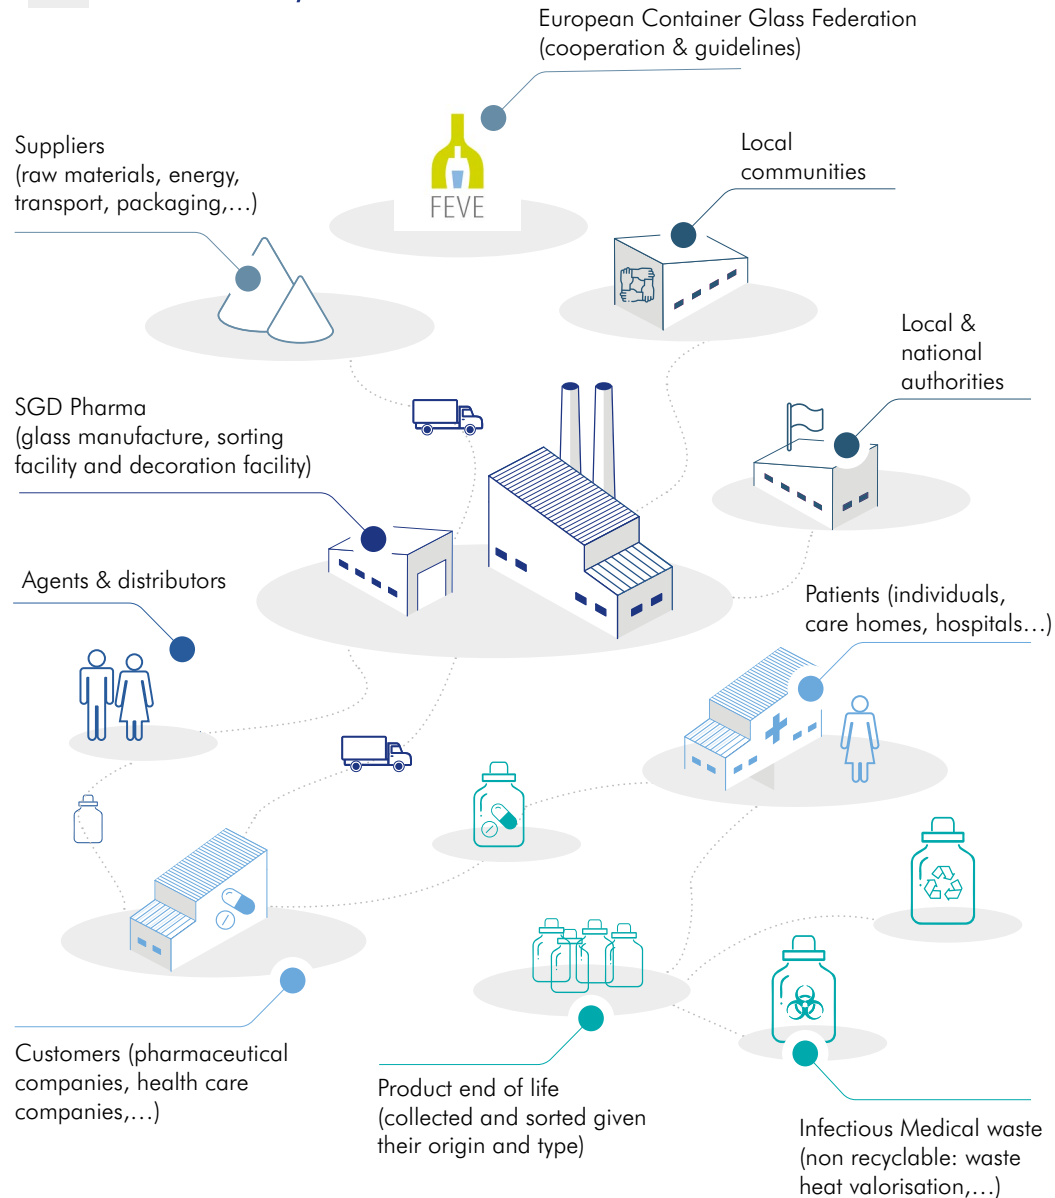 European Container Glass Federation
(cooperation & guidelines)
Suppliers
(raw materials, energy,
transport, packaging,...)
FEVE
Local
communities
Local &
national
authorities
SGD Pharma
(glass manufacture, sorting
facility and decoration facility)
Agents & distributors
Patients (individuals,
care homes, hospitals...)
Customers (pharmaceutical
companies, health care
companies,...)
Product end of life
(collected and sorted given
their origin and type)
Infectious Medical waste
(non recyclable: waste
heat valorisation,...)